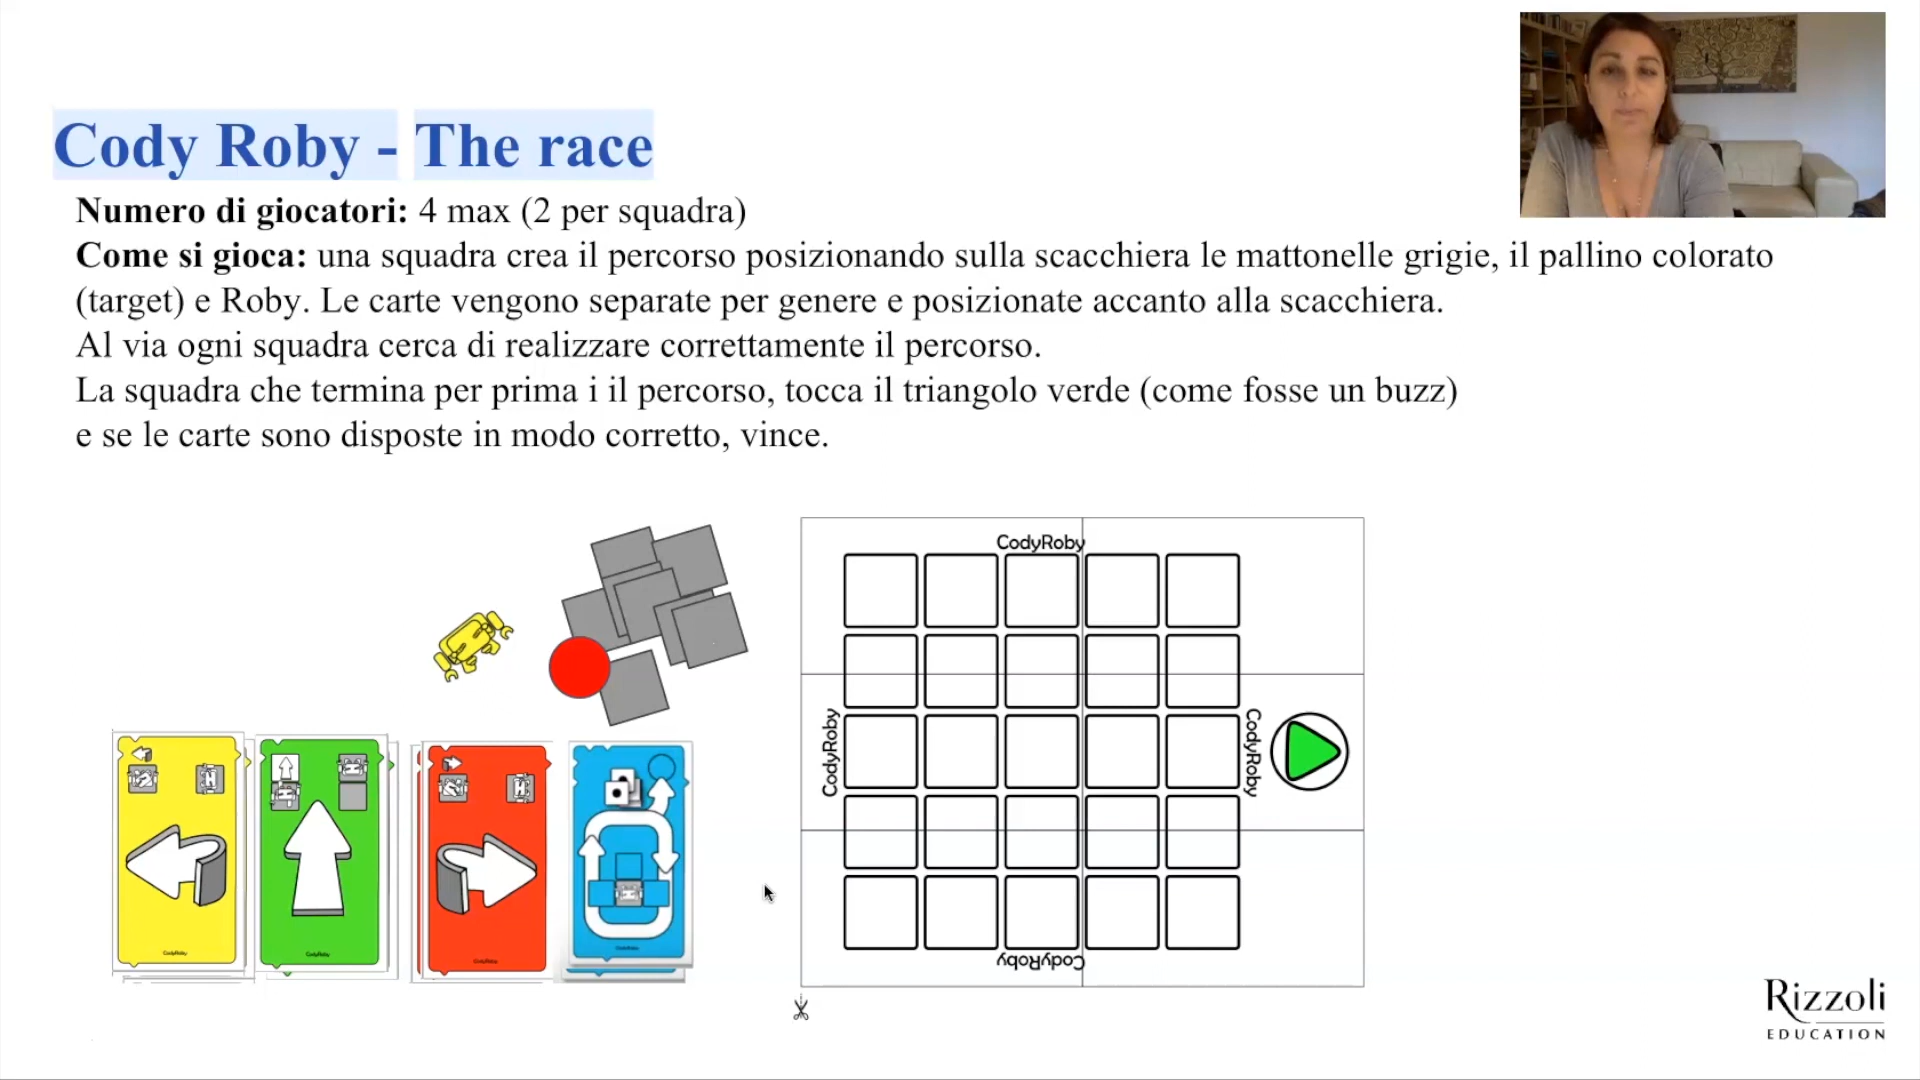 Cody Roby - The race
Numero di giocatori: 4 max (2 per squadra)
Come si gioca: una squadra crea il percorso posizionando sulla scacchiera le mattonelle grigie, il pallino colorato
(target) e Roby. Le carte vengono separate per genere e posizionate accanto alla scacchiera.
Al via ogni squadra cerca di realizzare correttamente il percorso.
La squadra che termina per prima i il percorso, tocca il triangolo verde (come fosse un buzz)
e se le carte sono disposte in modo corretto, vince.
CodyRoby
CodyRoby
CodyRoby
CodyRoby
CodyRoby
CodyRoby
CodyRoby
CodyRoby
Rizzoli
EDUCATION